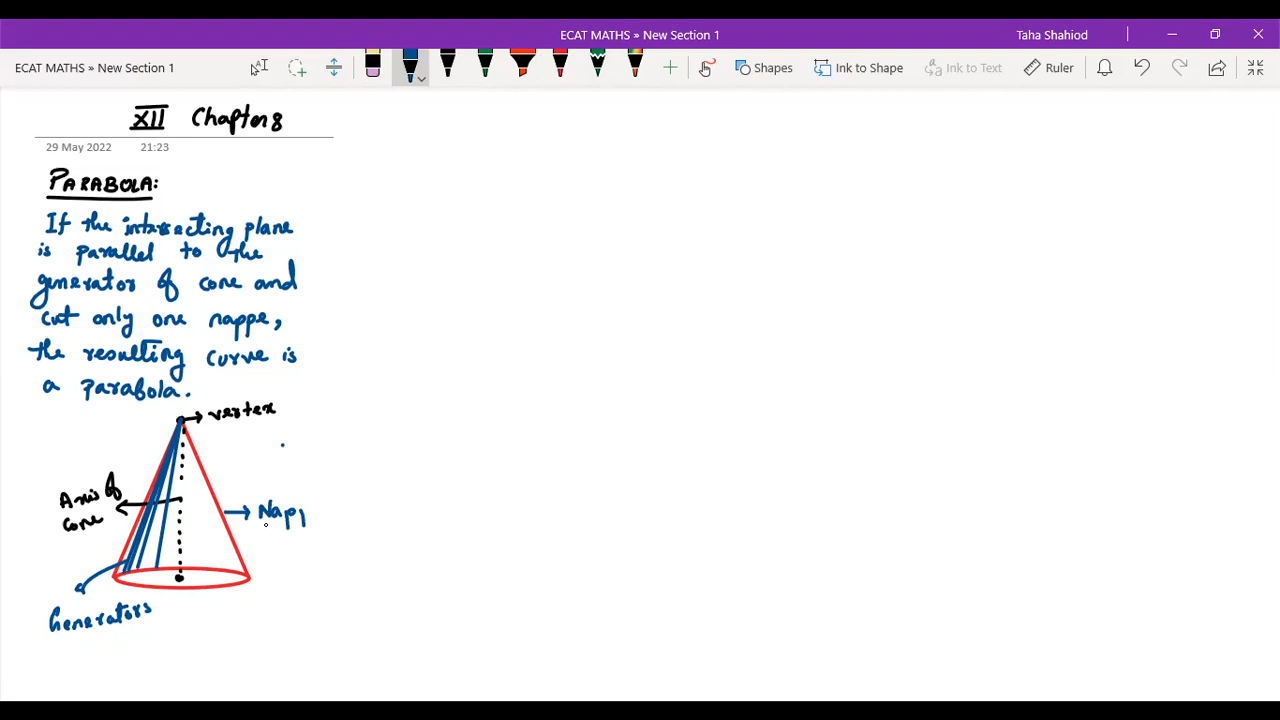 ECAT MATHS » New Section 1
Taha Shahiod
ECAT MATHS » New Section 1
Shapes
Ink to Shape
Ink to Text
Ruler
XII Chapter 8
29 May 2022 21:23
PARABOLA:
If the intersecting plane
is parallel to the
generator of cone and
cut only one nappe,
the resulting curve is
a parabola.
vertex
Axis of
cone
Napp
Generators